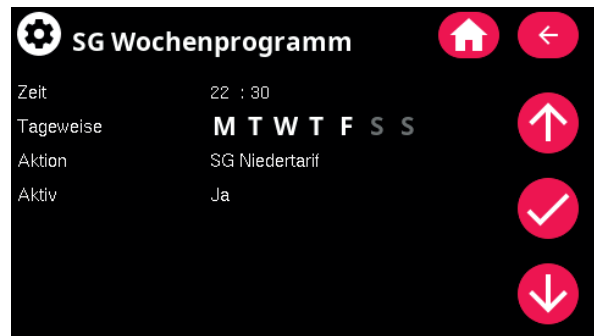 SG Wochenprogramm
Zeit 22 : 30
Tageweise M T W T F S S
Aktion SG Niedertarif
Aktiv Ja